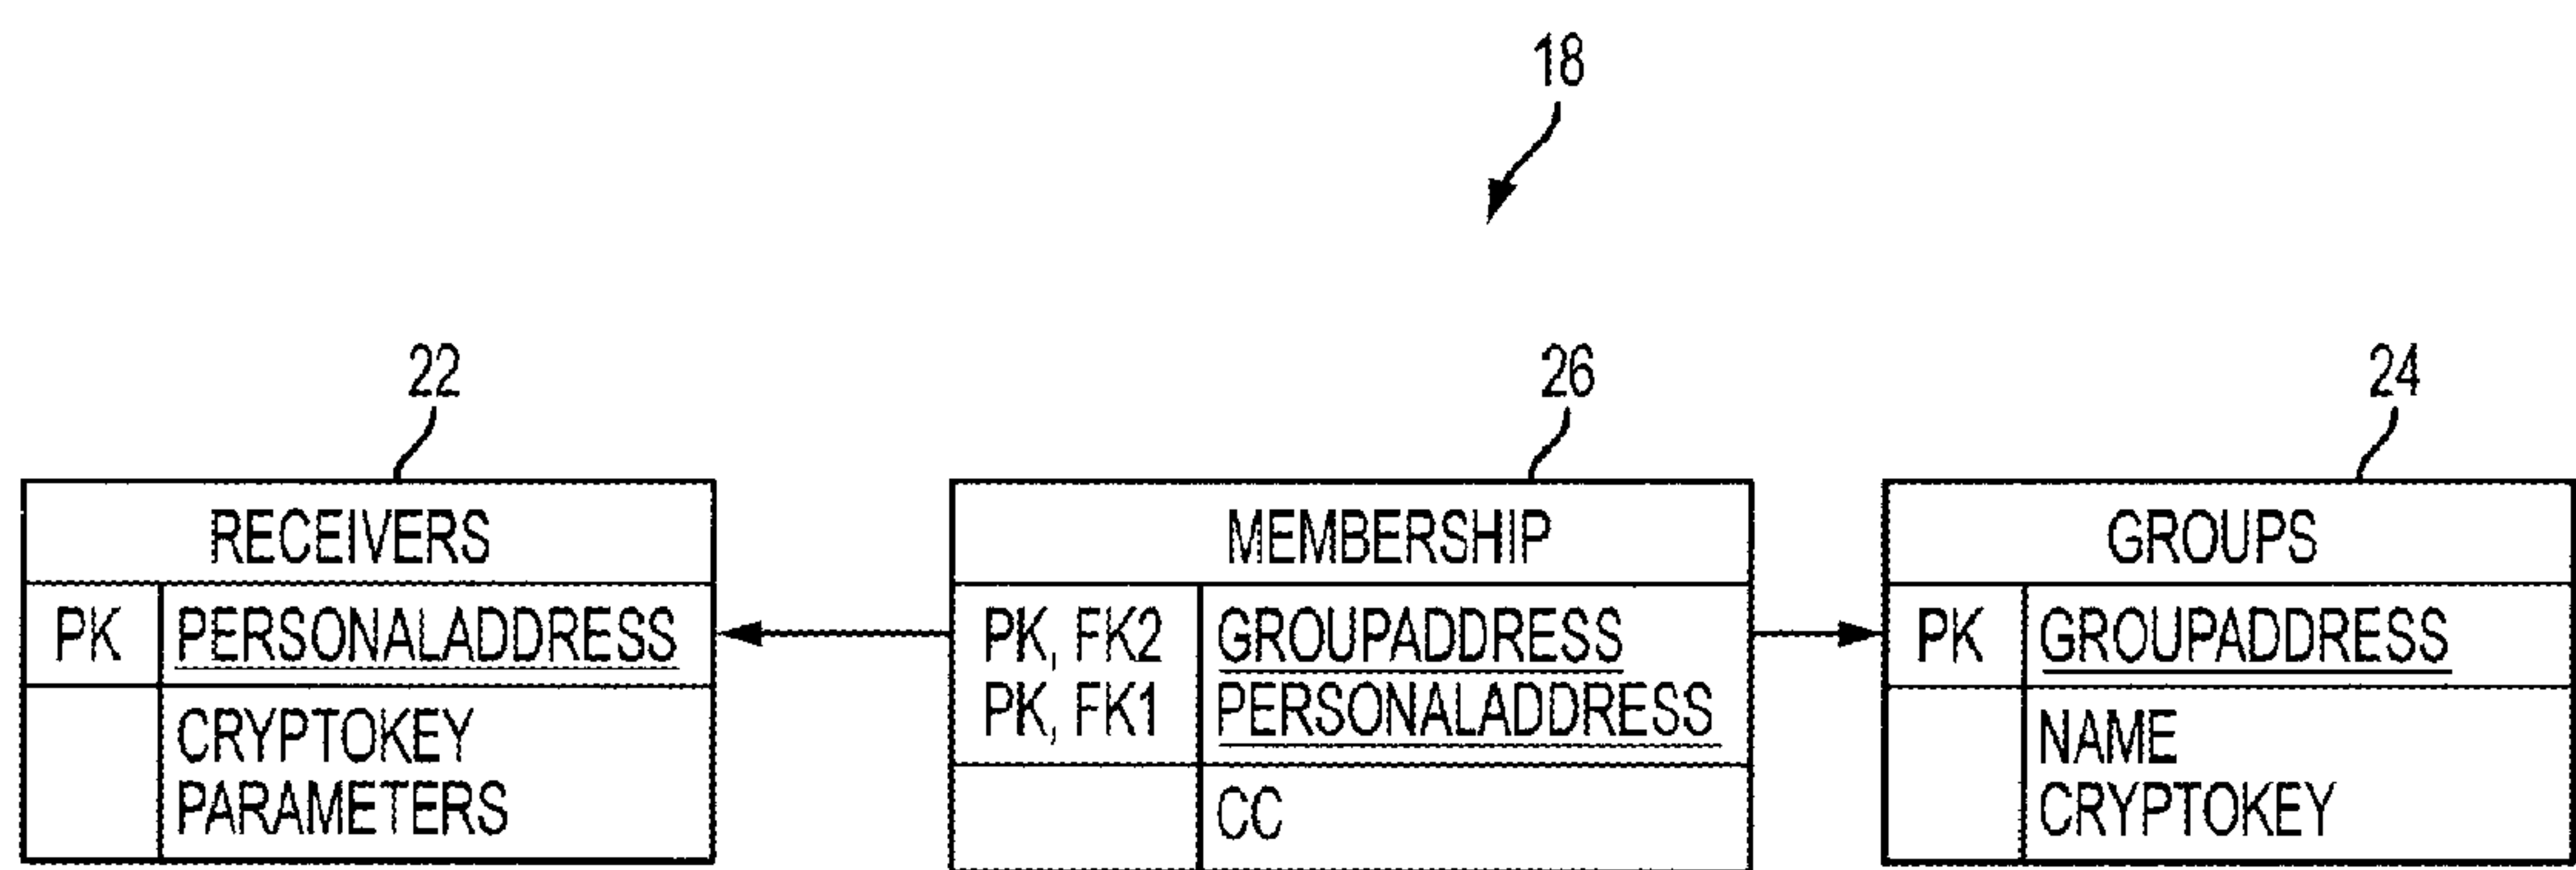 18
22
26
24
RECEIVERS
PK PERSONALADDRESS
CRYPTOKEY
PARAMETERS
MEMBERSHIP
PK, FK2 GROUPADDRESS
PK, FK1 PERSONALADDRESS
CC
GROUPS
PK GROUPADDRESS
NAME
CRYPTOKEY